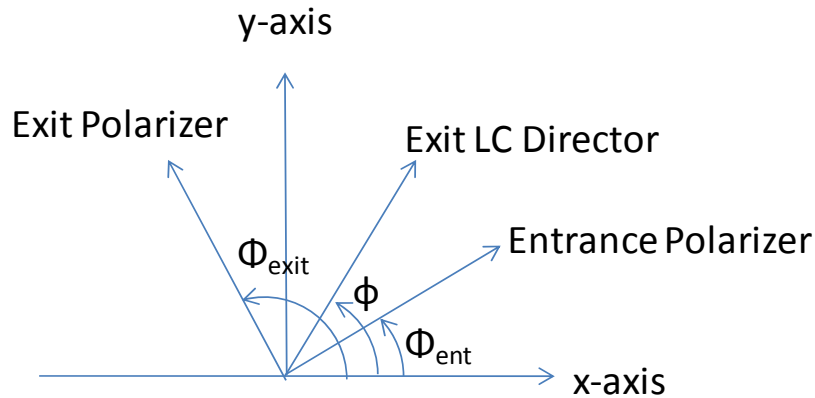 y-axis
Exit Polarizer
Exit LC Director
Entrance Polarizer
Φexit
ϕ
Φent
x-axis